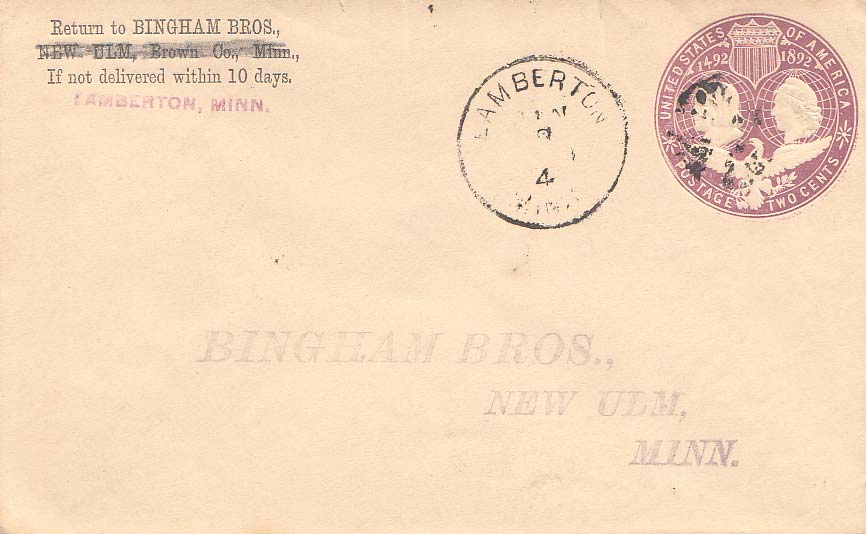 Return to BINGHAM BROS.,
NEW ULM, Brown Co., Minn.,
If not delivered within 10 days.
LAMBERTON, MINN.
LAMBERTON
4
MINN
UNITED STATES OF AMERICA
1492 1892
POSTAGE TWO CENTS
BINGHAM BROS.,
NEW ULM,
MINN.